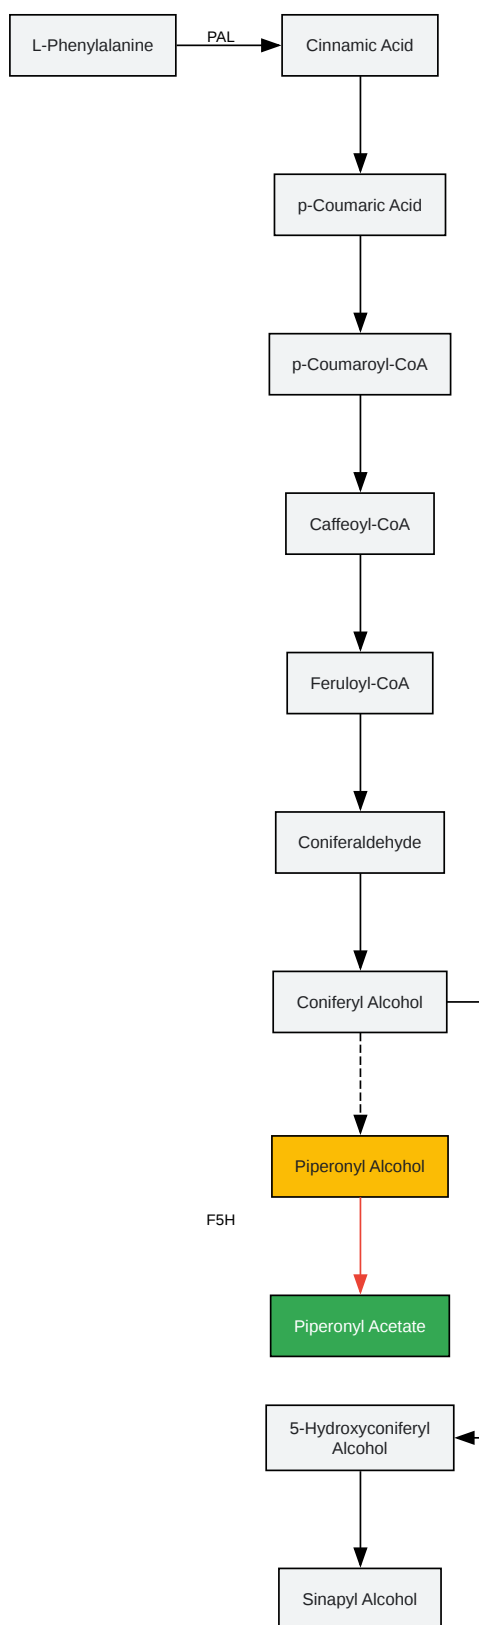 L-Phenylalanine
PAL
Cinnamic Acid
p-Coumaric Acid
p-Coumaroyl-CoA
Caffeoyl-CoA
Feruloyl-CoA
Coniferaldehyde
Coniferyl Alcohol
Piperonyl Alcohol
F5H
Piperonyl Acetate
5-Hydroxyconiferyl
Alcohol
Sinapyl Alcohol